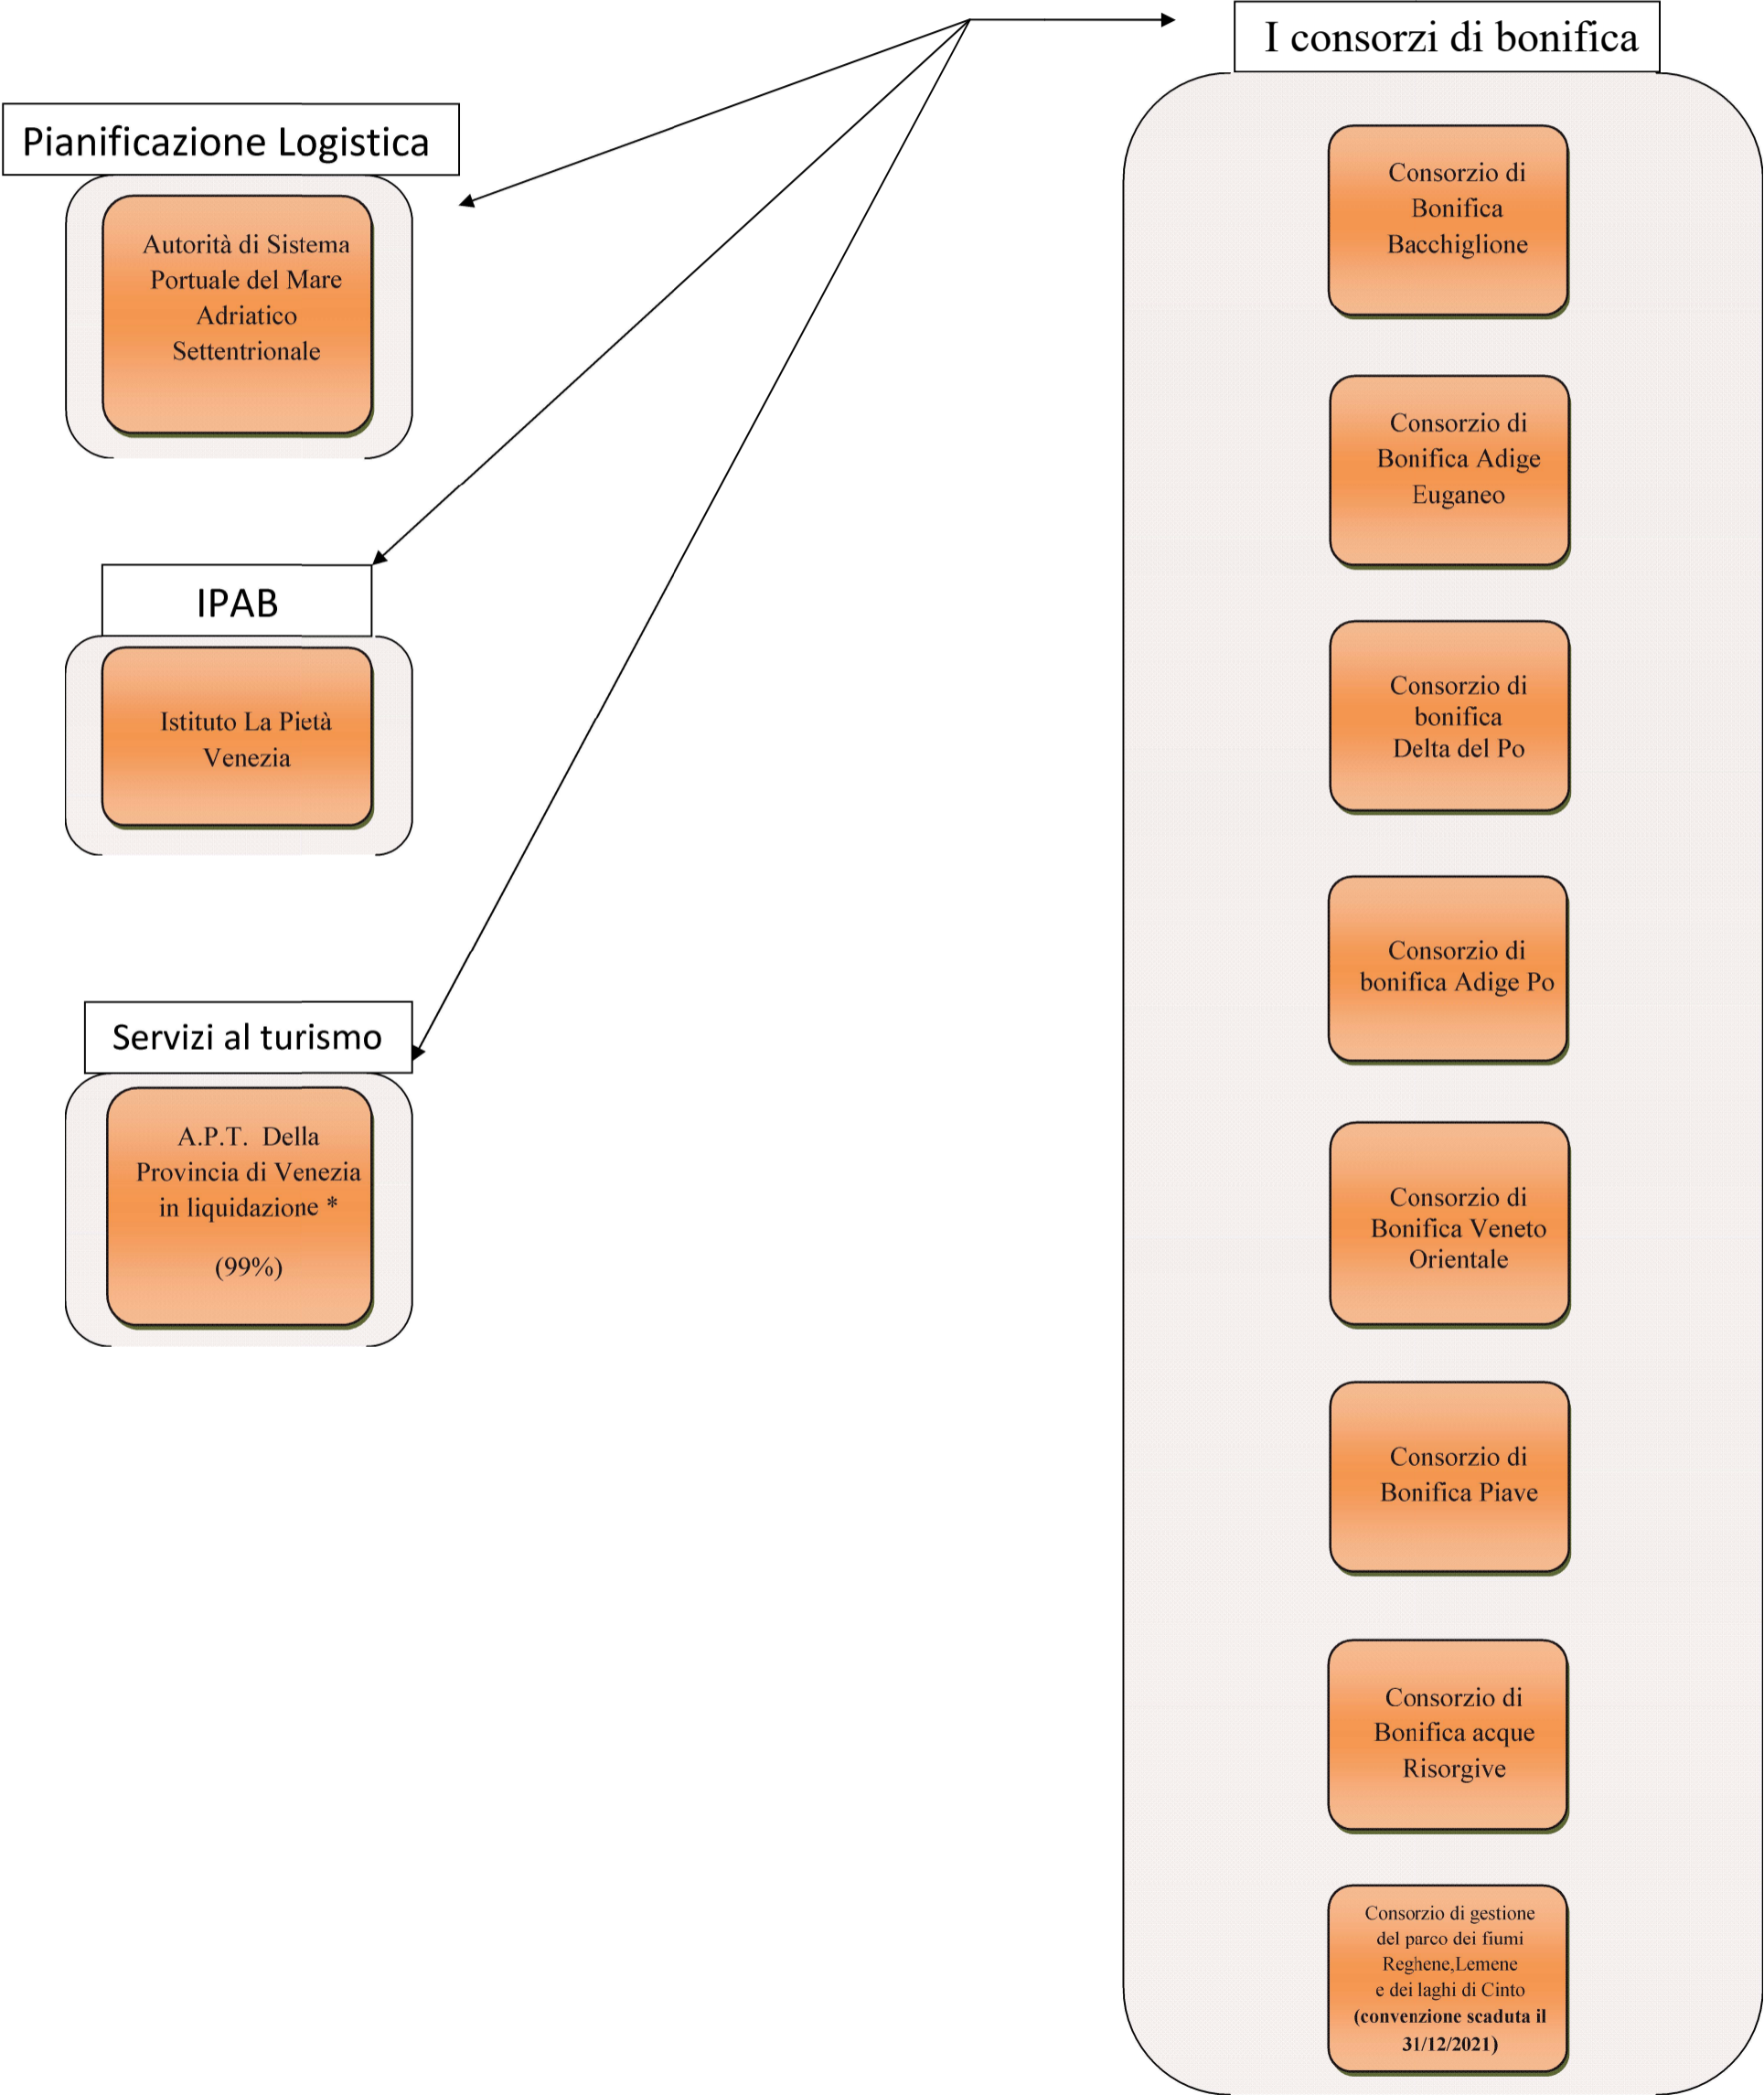 Pianificazione Logistica
Autorità di Sistema
Portuale del Mare
Adriatico
Settentrionale
IPAB
Istituto La Pietà
Venezia
Servizi al turismo
A.P.T. Della
Provincia di Venezia
in liquidazione *
(99%)
I consorzi di bonifica
Consorzio di
Bonifica
Bacchiglione
Consorzio di
Bonifica Adige
Euganeo
Consorzio di
bonifica
Delta del Po
Consorzio di
bonifica Adige Po
Consorzio di
Bonifica Veneto
Orientale
Consorzio di
Bonifica Piave
Consorzio di
Bonifica acque
Risorgive
Consorzio di gestione
del parco dei fiumi
Reghene,Lemene
e dei laghi di Cinto
(convenzione scaduta il
31/12/2021)